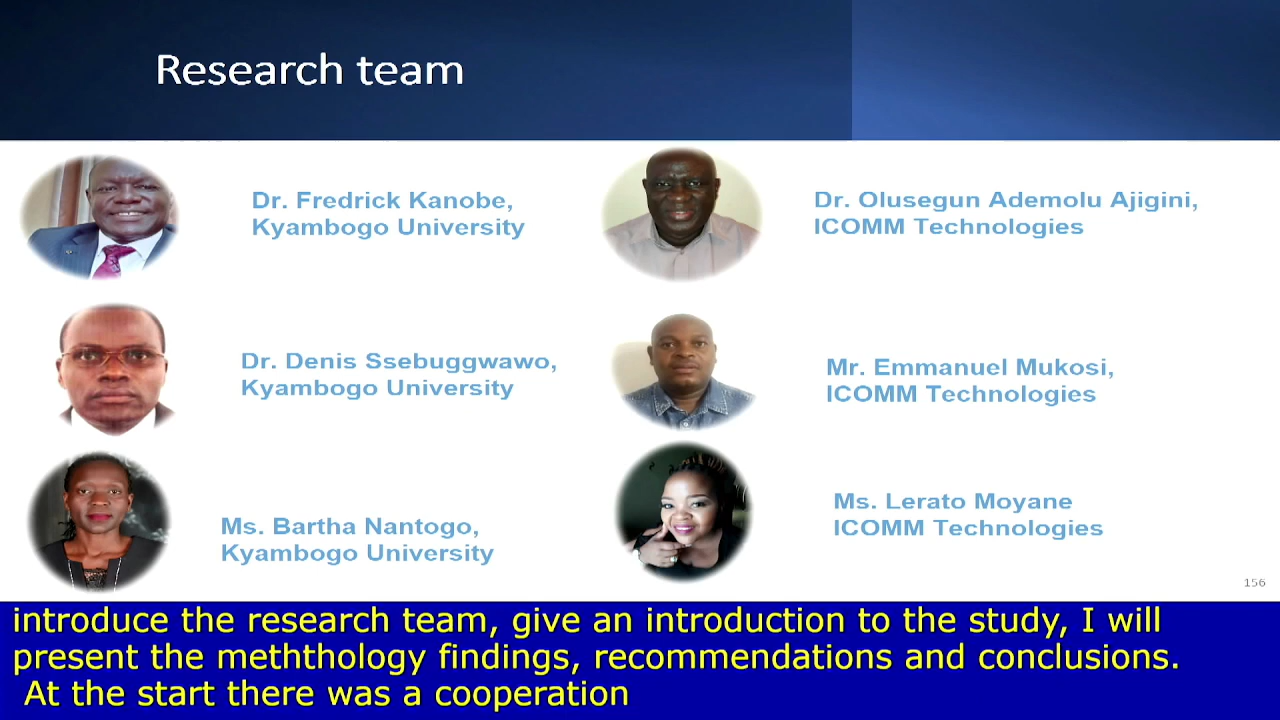 Research team
Dr. Fredrick Kanobe,
Kyambogo University
Dr. Olusegun Ademolu Ajigini,
ICOMM Technologies
Dr. Denis Ssebuggwawo,
Kyambogo University
Mr. Emmanuel Mukosi,
ICOMM Technologies
Ms. Bartha Nantogo,
Kyambogo University
Ms. Lerato Moyane
ICOMM Technologies
156
introduce the research team, give an introduction to the study, I will
present the meththology findings, recommendations and conclusions.
At the start there was a cooperation